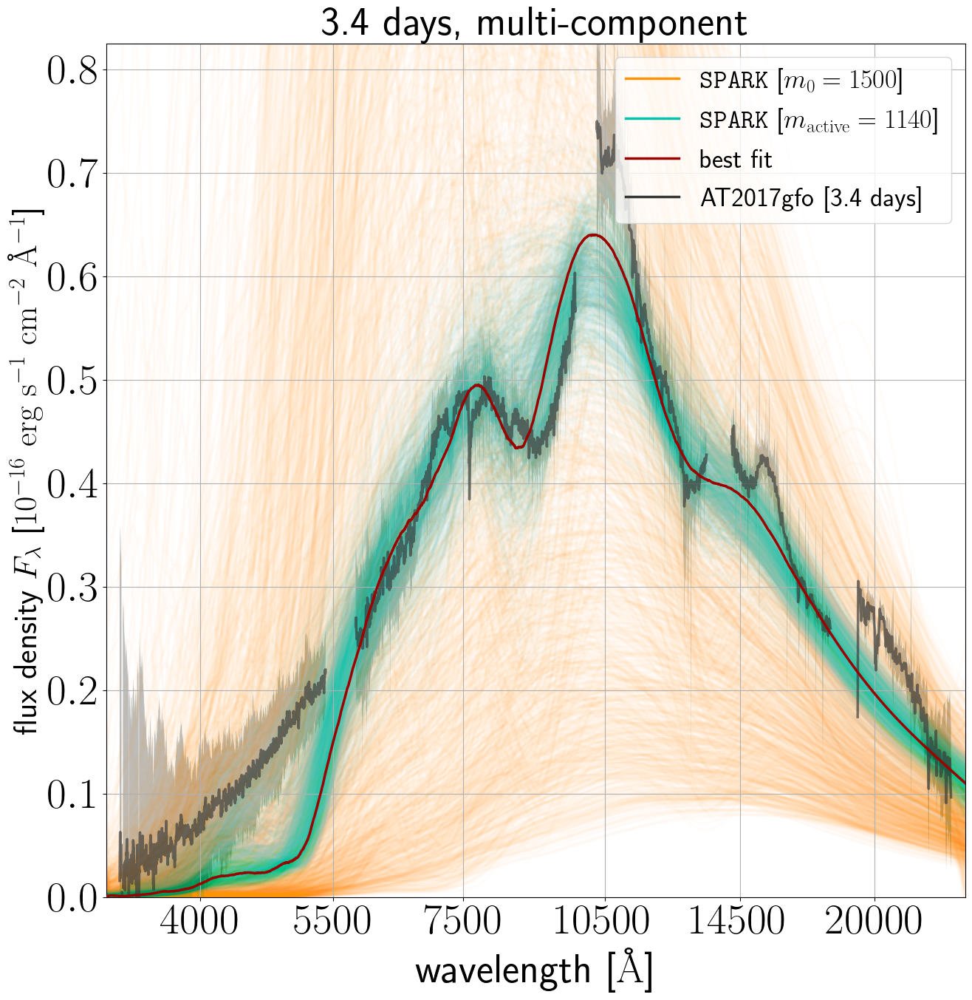 3.4 days, multi-component
SPARK [m₀ = 1500]
SPARK [m_active = 1140]
best fit
AT2017gfo [3.4 days]
flux density F_λ [10⁻¹⁶ erg s⁻¹ cm⁻² Å⁻¹]
0.8
0.7
0.6
0.5
0.4
0.3
0.2
0.1
0.0
4000 5500 7500 10500 14500 20000
wavelength [Å]